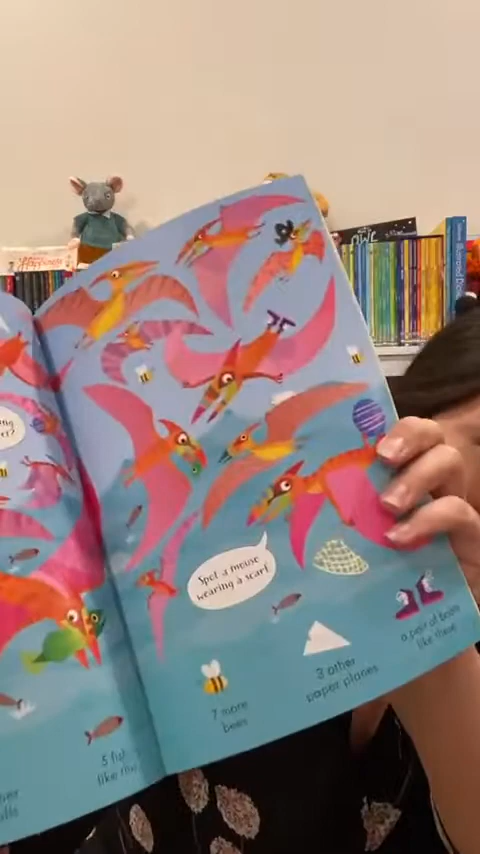 Spot a mouse
wearing a scarf.
7 more
bees
3 other
paper planes
a pair of boots
like these
5 fish
like this